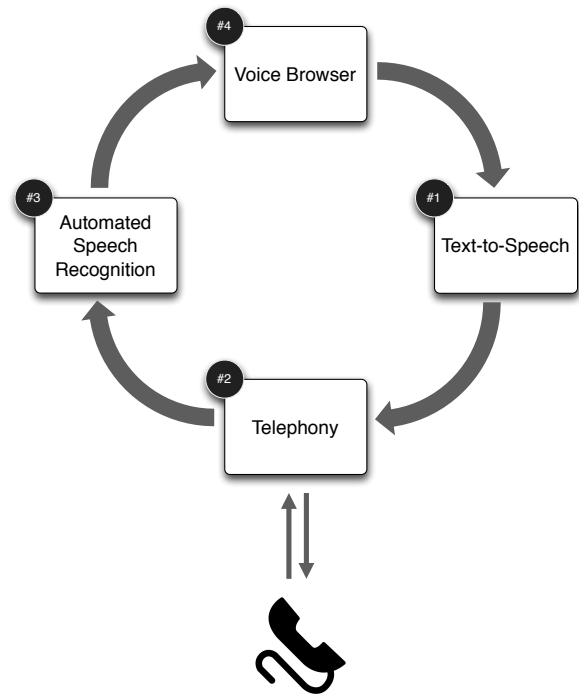 #4
Voice Browser
#3
Automated
Speech
Recognition
#1
Text-to-Speech
#2
Telephony